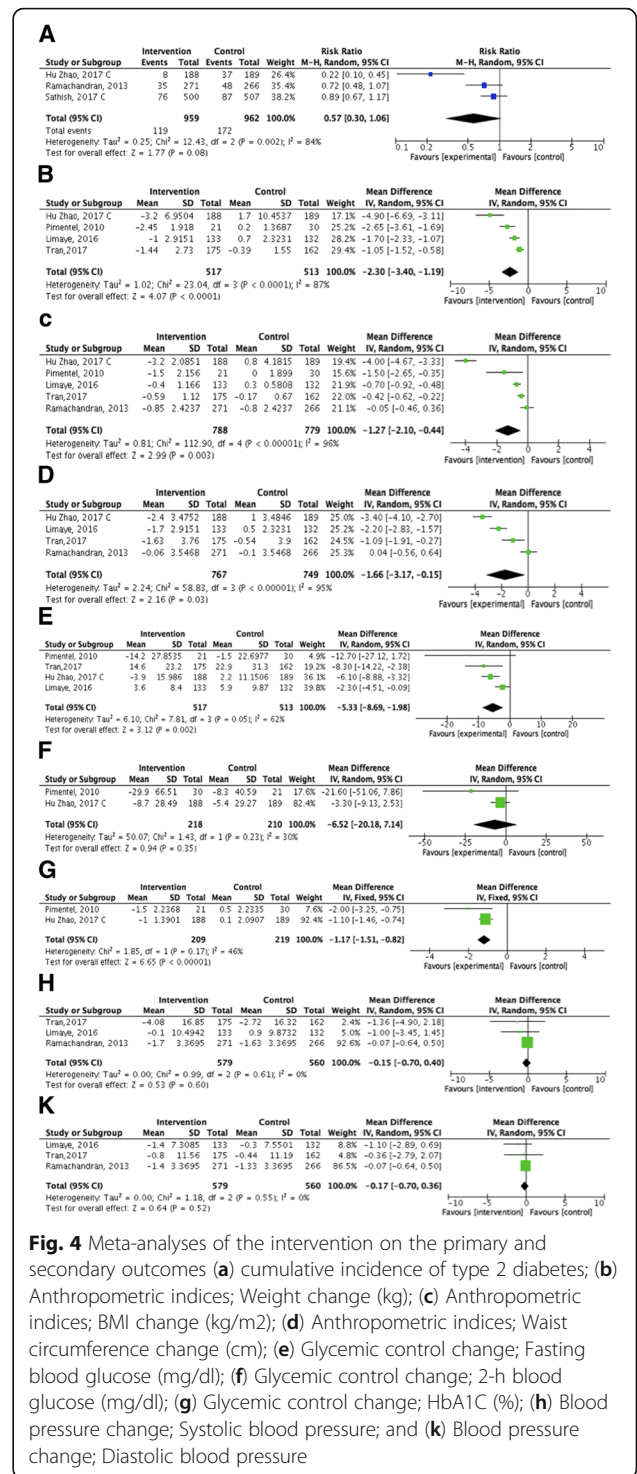 A
Intervention Control Risk Ratio Risk Ratio
Study or Subgroup Events Total Events Total Weight M-H, Random, 95% CI M-H, Random, 95% CI
Hu Zhao, 2017 C 8 188 37 189 26.4% 0.22 [0.10, 0.45]
Ramachandran, 2013 35 271 48 266 35.4% 0.72 [0.48, 1.07]
Sathish, 2017 C 76 500 87 507 38.2% 0.89 [0.67, 1.17]
Total (95% CI) 959 962 100.0% 0.57 [0.30, 1.06]
Total events 119 172
Heterogeneity: Tau² = 0.25; Chi² = 12.43, df = 2 (P = 0.002); I² = 84%
Test for overall effect: Z = 1.77 (P = 0.08)
0.1 0.2 0.5 1 2 5 10
Favours [experimental] Favours [control]
B
Intervention Control Mean Difference Mean Difference
Study or Subgroup Mean SD Total Mean SD Total Weight IV, Random, 95% CI IV, Random, 95% CI
Hu Zhao, 2017 C -3.2 6.9504 188 1.7 10.4537 189 17.1% -4.90 [-6.69, -3.11]
Pimentel, 2010 -2.45 1.918 21 0.2 1.3687 30 25.2% -2.65 [-3.61, -1.69]
Limaye, 2016 -1 2.9151 133 0.7 2.3231 132 28.2% -1.70 [-2.33, -1.07]
Tran,2017 -1.44 2.73 175 -0.39 1.55 162 29.4% -1.05 [-1.52, -0.58]
Total (95% CI) 517 513 100.0% -2.30 [-3.40, -1.19]
Heterogeneity: Tau² = 1.02; Chi² = 23.04, df = 3 (P < 0.0001); I² = 87%
Test for overall effect: Z = 4.07 (P < 0.0001)
-10 -5 0 5 10
Favours [intervention] Favours [control]
C
Intervention Control Mean Difference Mean Difference
Study or Subgroup Mean SD Total Mean SD Total Weight IV, Random, 95% CI IV, Random, 95% CI
Hu Zhao, 2017 C -3.2 2.0851 188 0.8 4.1815 189 19.4% -4.00 [-4.67, -3.33]
Pimentel, 2010 -1.5 2.156 21 0 1.899 30 15.6% -1.50 [-2.65, -0.35]
Limaye, 2016 -0.4 1.166 133 0.3 0.5808 132 21.9% -0.70 [-0.92, -0.48]
Tran,2017 -0.59 1.12 175 -0.17 0.67 162 22.0% -0.42 [-0.62, -0.22]
Ramachandran, 2013 -0.85 2.4237 271 -0.8 2.4237 266 21.1% -0.05 [-0.46, 0.36]
Total (95% CI) 788 779 100.0% -1.27 [-2.10, -0.44]
Heterogeneity: Tau² = 0.81; Chi² = 112.90, df = 4 (P < 0.00001); I² = 96%
Test for overall effect: Z = 2.99 (P = 0.003)
-4 -2 0 2 4
Favours [intervention] Favours [control]
D
Intervention Control Mean Difference Mean Difference
Study or Subgroup Mean SD Total Mean SD Total Weight IV, Random, 95% CI IV, Random, 95% CI
Hu Zhao, 2017 C -2.4 3.4752 188 1 3.4846 189 25.0% -3.40 [-4.10, -2.70]
Limaye, 2016 -1.7 2.9151 133 0.5 2.3231 132 25.2% -2.20 [-2.83, -1.57]
Tran,2017 -1.63 3.76 175 -0.54 3.9 162 24.5% -1.09 [-1.91, -0.27]
Ramachandran, 2013 -0.06 3.5468 271 -0.1 3.5468 266 25.3% 0.04 [-0.56, 0.64]
Total (95% CI) 767 749 100.0% -1.66 [-3.17, -0.15]
Heterogeneity: Tau² = 2.24; Chi² = 58.83, df = 3 (P < 0.00001); I² = 95%
Test for overall effect: Z = 2.16 (P = 0.03)
-4 -2 0 2 4
Favours [experimental] Favours [control]
E
Intervention Control Mean Difference Mean Difference
Study or Subgroup Mean SD Total Mean SD Total Weight IV, Random, 95% CI IV, Random, 95% CI
Pimentel, 2010 -14.2 27.8535 21 -1.5 22.6977 30 4.9% -12.70 [-27.12, 1.72]
Tran,2017 14.6 23.2 175 22.9 31.3 162 19.2% -8.30 [-14.22, -2.38]
Hu Zhao, 2017 C -3.9 15.986 188 2.2 11.1506 189 36.1% -6.10 [-8.88, -3.32]
Limaye, 2016 3.6 8.4 133 5.9 9.87 132 39.8% -2.30 [-4.51, -0.09]
Total (95% CI) 517 513 100.0% -5.33 [-8.69, -1.98]
Heterogeneity: Tau² = 6.10; Chi² = 7.81, df = 3 (P = 0.05); I² = 62%
Test for overall effect: Z = 3.12 (P = 0.002)
-20 -10 0 10 20
Favours [experimental] Favours [control]
F
Intervention Control Mean Difference Mean Difference
Study or Subgroup Mean SD Total Mean SD Total Weight IV, Random, 95% CI IV, Random, 95% CI
Pimentel, 2010 -29.9 66.51 30 -8.3 40.59 21 17.6% -21.60 [-51.06, 7.86]
Hu Zhao, 2017 C -8.7 28.49 188 -5.4 29.27 189 82.4% -3.30 [-9.13, 2.53]
Total (95% CI) 218 210 100.0% -6.52 [-20.18, 7.14]
Heterogeneity: Tau² = 50.07; Chi² = 1.43, df = 1 (P = 0.23); I² = 30%
Test for overall effect: Z = 0.94 (P = 0.35)
-50 -25 0 25 50
Favours [experimental] Favours [control]
G
Intervention Control Mean Difference Mean Difference
Study or Subgroup Mean SD Total Mean SD Total Weight IV, Fixed, 95% CI IV, Fixed, 95% CI
Pimentel, 2010 -1.5 2.2368 21 0.5 2.2335 30 7.6% -2.00 [-3.25, -0.75]
Hu Zhao, 2017 C -1 1.3901 188 0.1 2.0907 189 92.4% -1.10 [-1.46, -0.74]
Total (95% CI) 209 219 100.0% -1.17 [-1.51, -0.82]
Heterogeneity: Chi² = 1.85, df = 1 (P = 0.17); I² = 46%
Test for overall effect: Z = 6.65 (P < 0.00001)
-4 -2 0 2 4
Favours [experimental] Favours [control]
H
Intervention Control Mean Difference Mean Difference
Study or Subgroup Mean SD Total Mean SD Total Weight IV, Random, 95% CI IV, Random, 95% CI
Tran,2017 -4.08 16.85 175 -2.72 16.32 162 2.4% -1.36 [-4.90, 2.18]
Limaye, 2016 -0.1 10.4942 133 0.9 9.8732 132 5.0% -1.00 [-3.45, 1.45]
Ramachandran, 2013 -1.7 3.3695 271 -1.63 3.3695 266 92.6% -0.07 [-0.64, 0.50]
Total (95% CI) 579 560 100.0% -0.15 [-0.70, 0.40]
Heterogeneity: Tau² = 0.00; Chi² = 0.99, df = 2 (P = 0.61); I² = 0%
Test for overall effect: Z = 0.53 (P = 0.60)
-10 -5 0 5 10
Favours [intervention] Favours [control]
K
Intervention Control Mean Difference Mean Difference
Study or Subgroup Mean SD Total Mean SD Total Weight IV, Random, 95% CI IV, Random, 95% CI
Limaye, 2016 -1.4 7.3085 133 -0.3 7.5501 132 8.8% -1.10 [-2.89, 0.69]
Tran,2017 -0.8 11.56 175 -0.44 11.19 162 4.8% -0.36 [-2.79, 2.07]
Ramachandran, 2013 -1.4 3.3695 271 -1.33 3.3695 266 86.5% -0.07 [-0.64, 0.50]
Total (95% CI) 579 560 100.0% -0.17 [-0.70, 0.36]
Heterogeneity: Tau² = 0.00; Chi² = 1.18, df = 2 (P = 0.55); I² = 0%
Test for overall effect: Z = 0.64 (P = 0.52)
-10 -5 0 5 10
Favours [intervention] Favours [control]
Fig. 4 Meta-analyses of the intervention on the primary and
secondary outcomes (a) cumulative incidence of type 2 diabetes; (b)
Anthropometric indices; Weight change (kg); (c) Anthropometric
indices; BMI change (kg/m2); (d) Anthropometric indices; Waist
circumference change (cm); (e) Glycemic control change; Fasting
blood glucose (mg/dl); (f) Glycemic control change; 2-h blood
glucose (mg/dl); (g) Glycemic control change; HbA1C (%); (h) Blood
pressure change; Systolic blood pressure; and (k) Blood pressure
change; Diastolic blood pressure